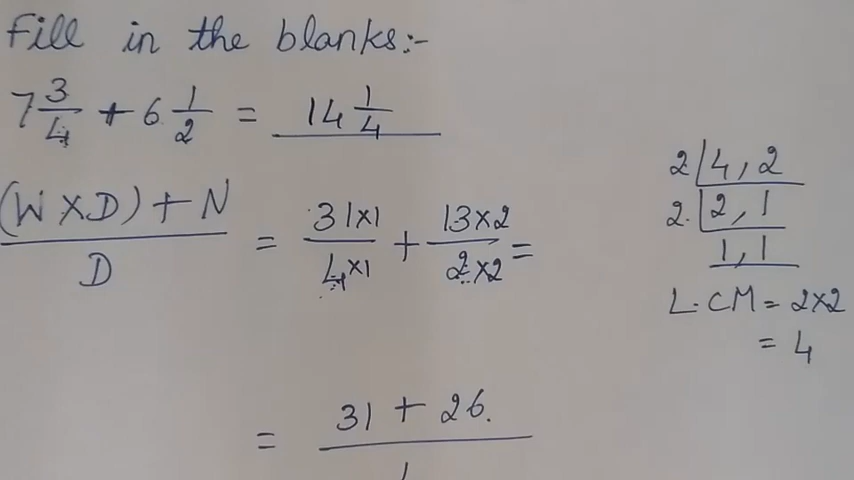 Fill in the blanks:-
7 3/4 + 6 1/2 = 14 1/4
(W X D) + N / D = 31x1 / 4x1 + 13x2 / 2x2 =
= 31 + 26. /
2 | 4, 2
2. | 2, 1
1, 1
L.CM = 2x2
= 4